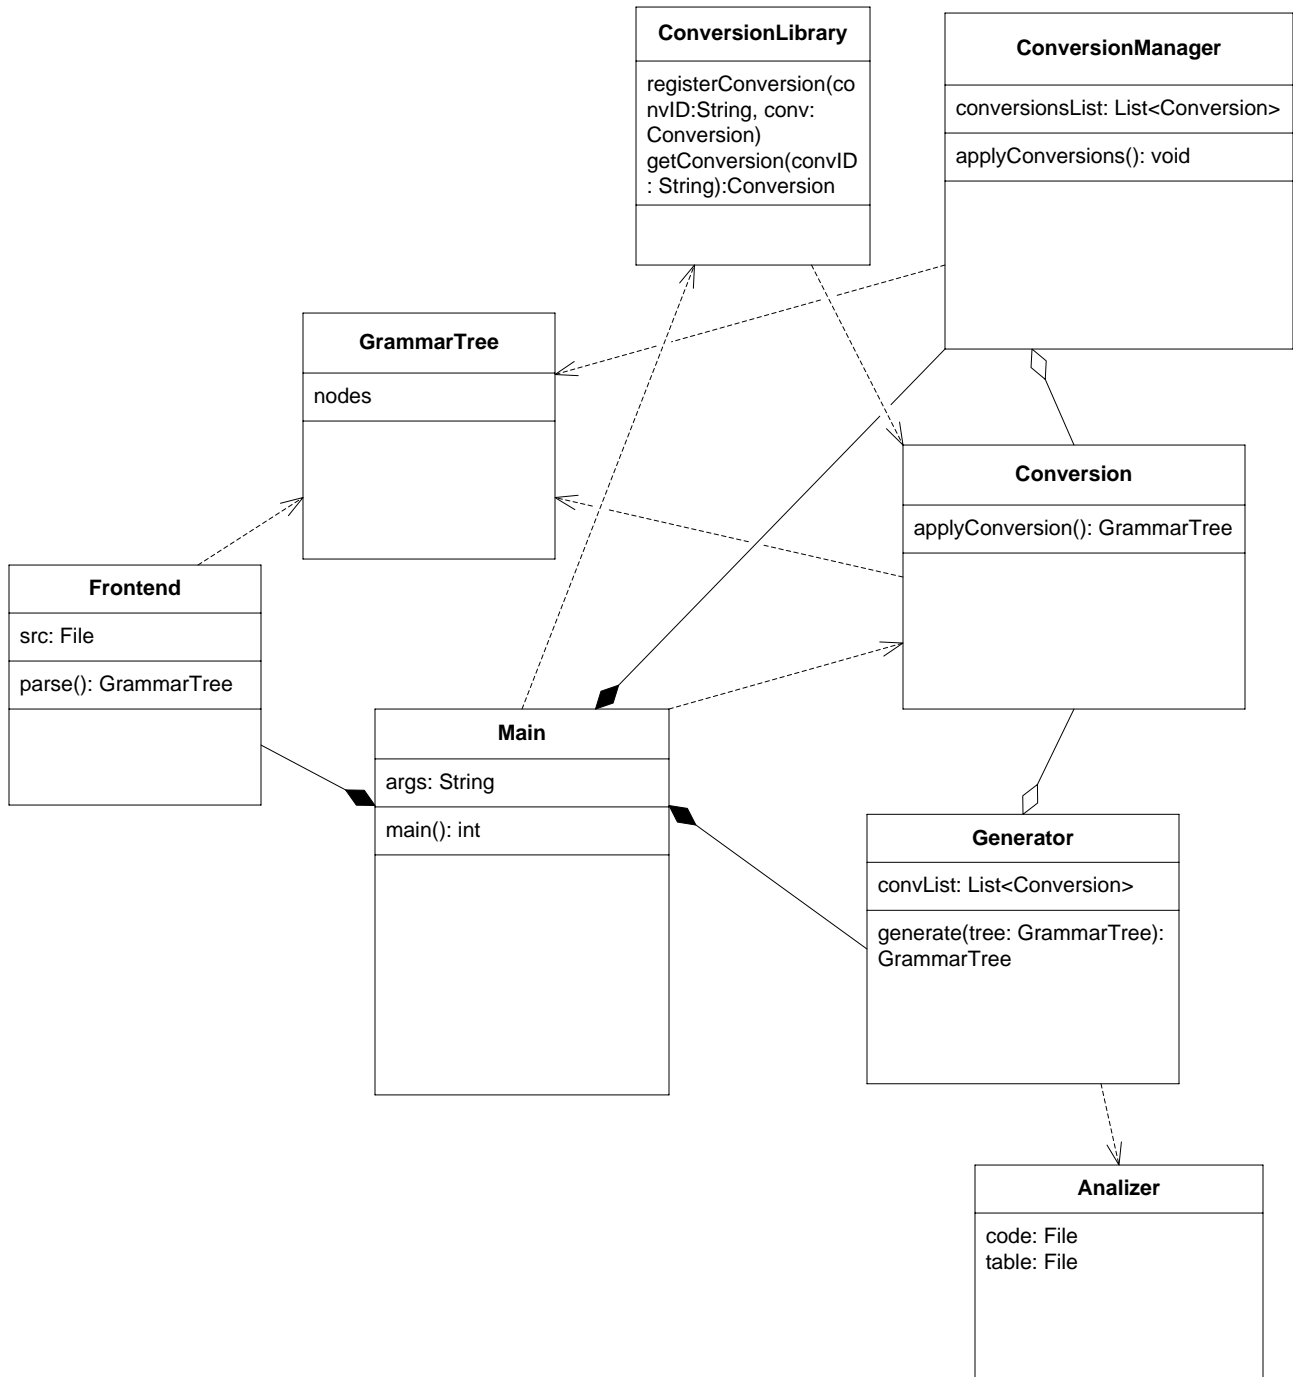 ConversionLibrary
registerConversion(co
nvID:String, conv:
Conversion)
getConversion(convID
: String):Conversion
ConversionManager
conversionsList: List<Conversion>
applyConversions(): void
GrammarTree
nodes
Conversion
applyConversion(): GrammarTree
Frontend
src: File
parse(): GrammarTree
Main
args: String
main(): int
Generator
convList: List<Conversion>
generate(tree: GrammarTree):
GrammarTree
Analizer
code: File
table: File